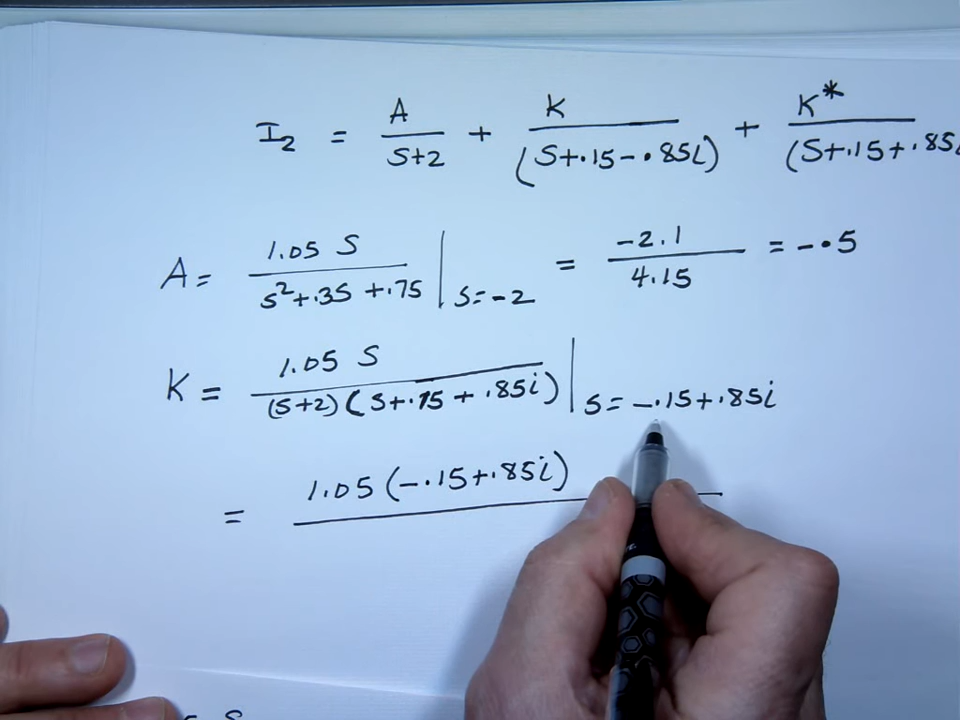 I₂ = A/(S+2) + K/(S+.15-.85i) + K*/(S+.15+.85i
A = 1.05 S/(S²+.3S+.75) | S=-2 = -2.1/4.15 = -.5
K = 1.05 S/((S+2)(S+.15+.85i)) | S=-.15+.85i
= 1.05(-.15+.85i)